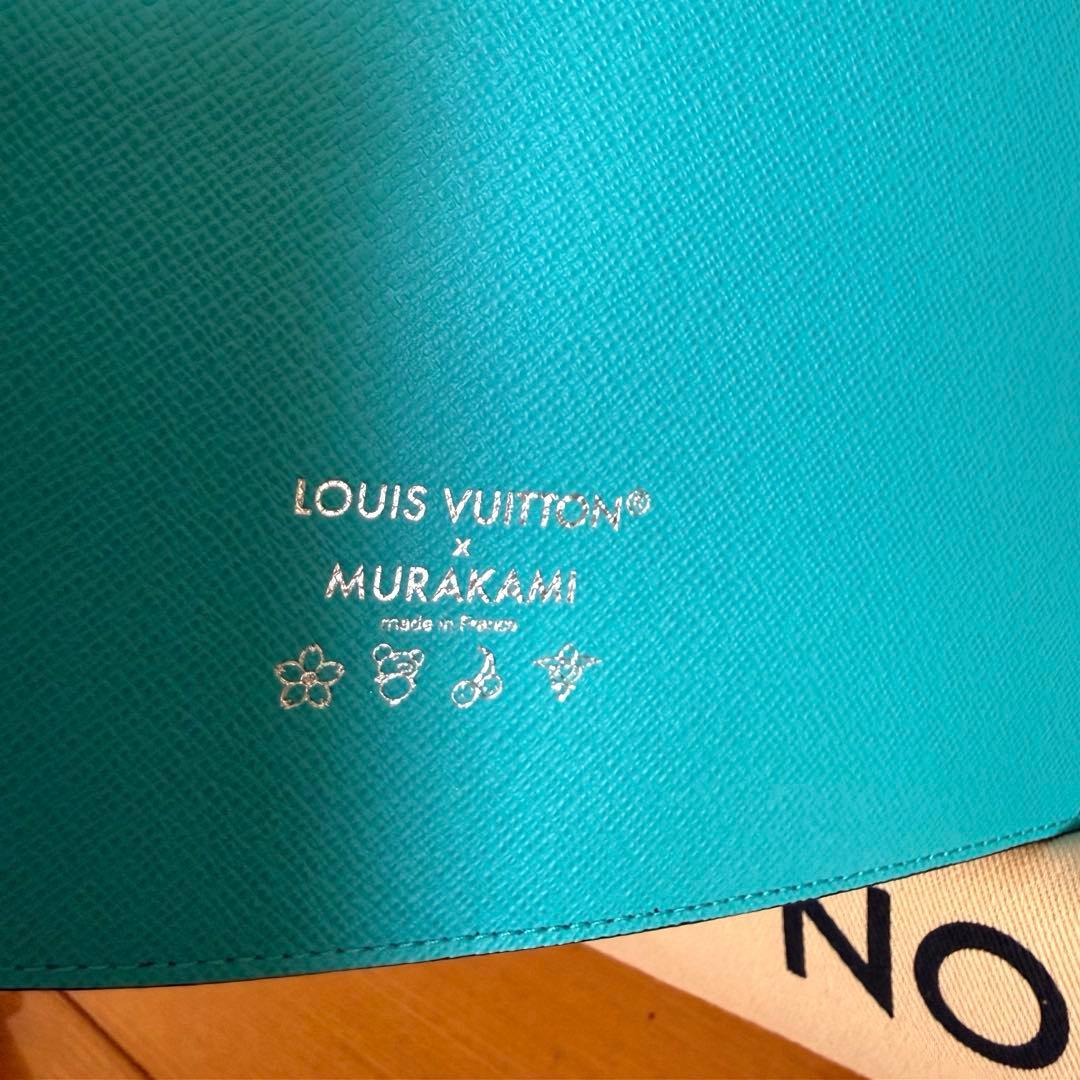 LOUIS VUITTON®
x
MURAKAMI
made in France
NO